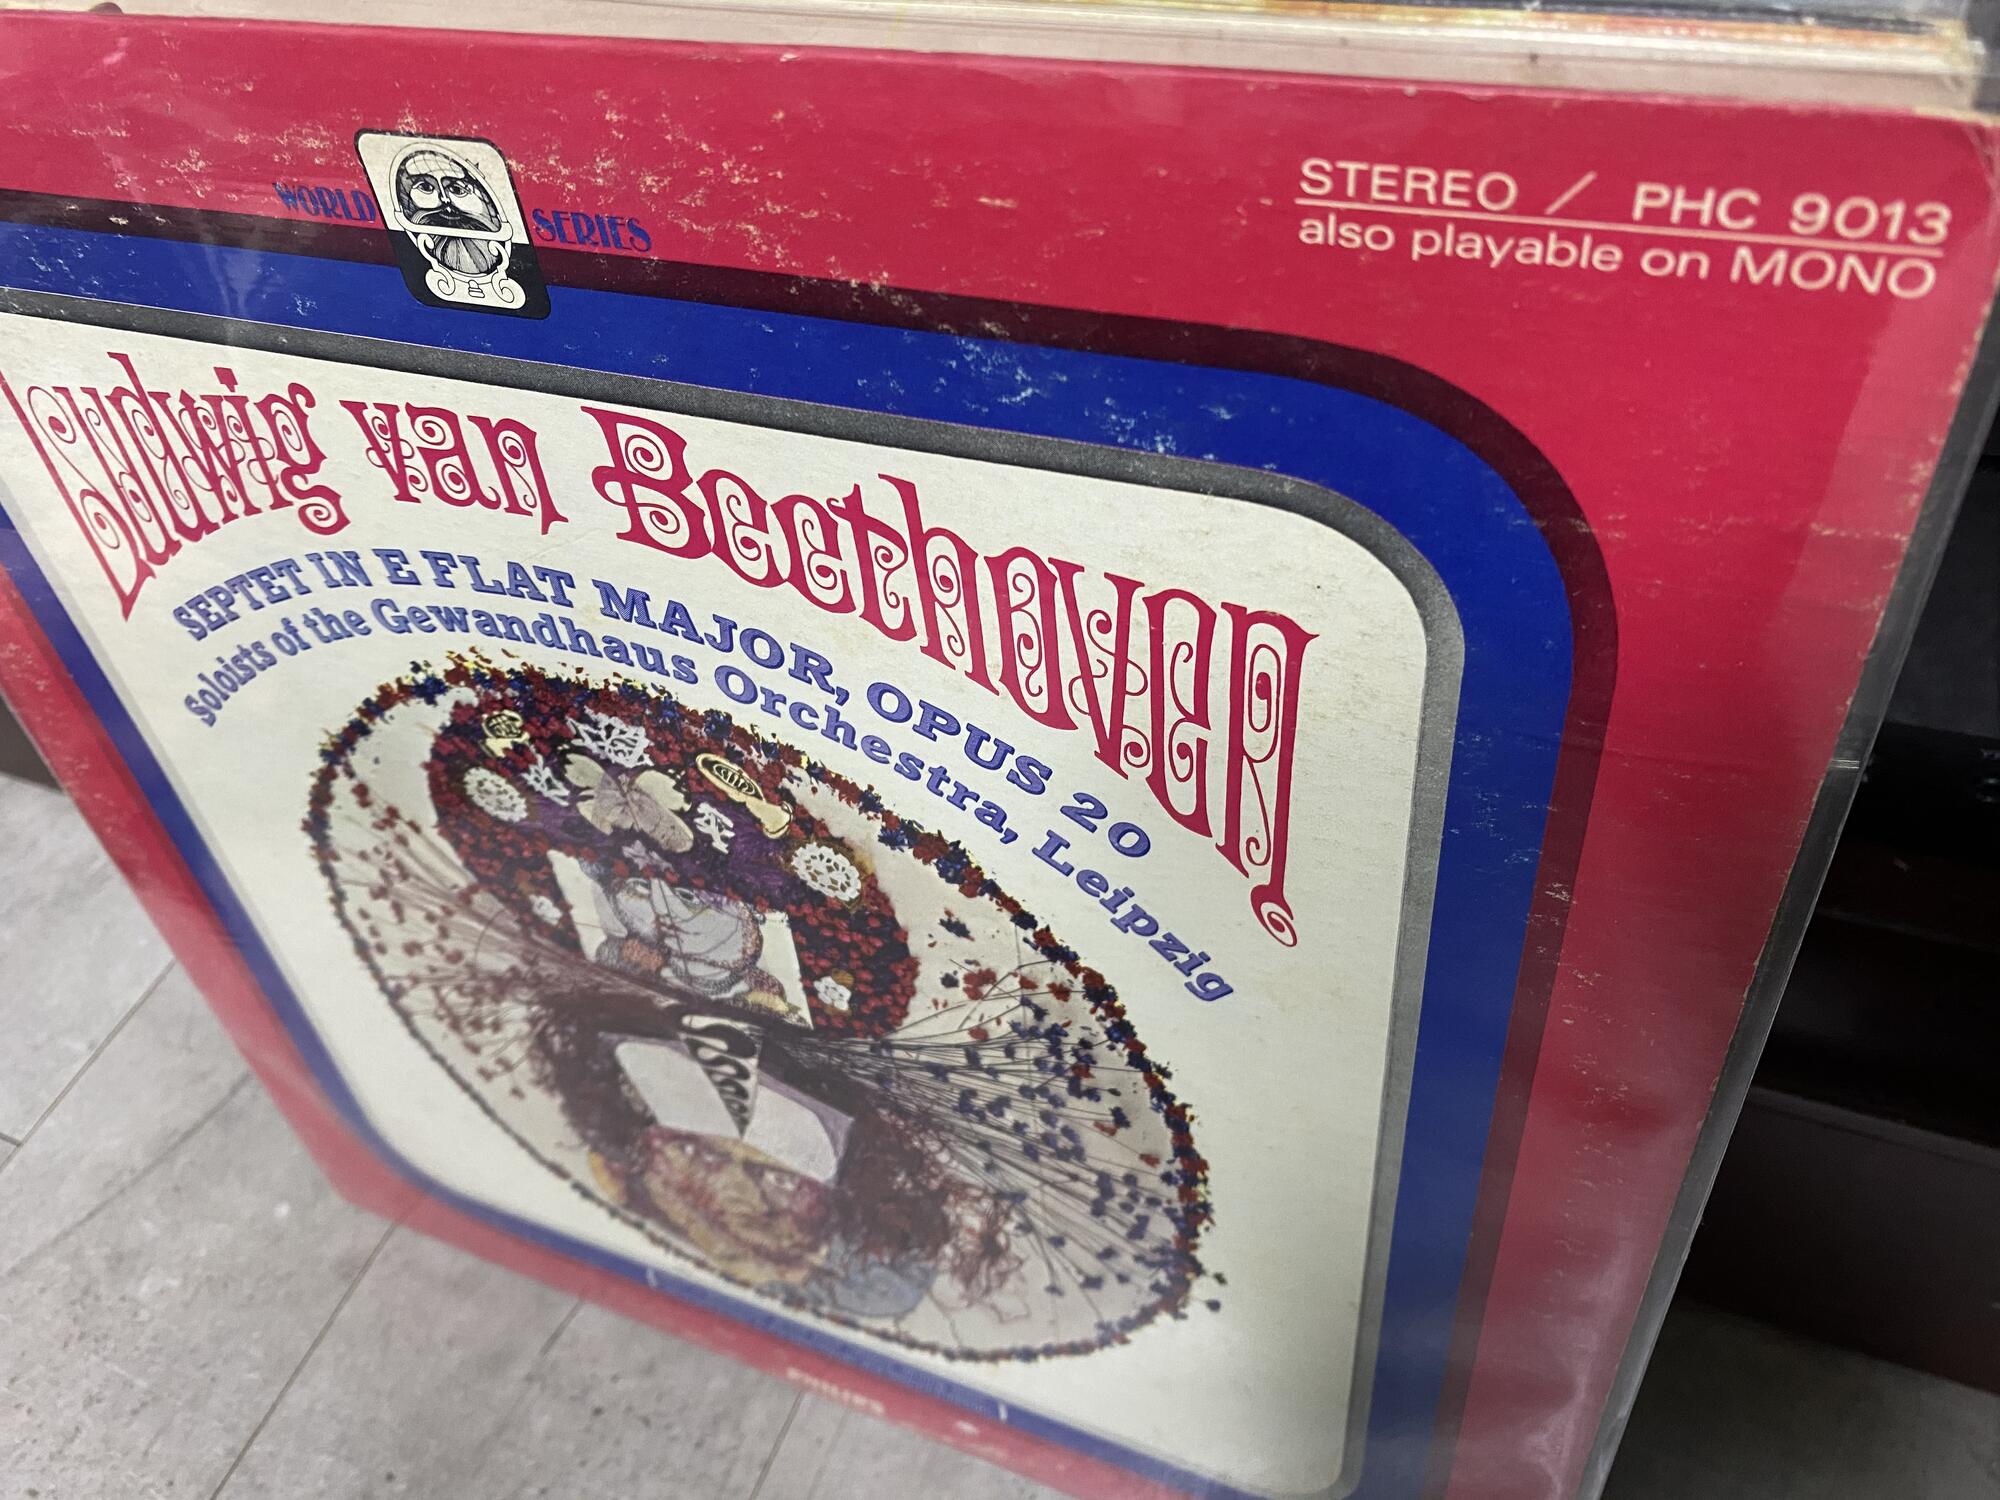 WORLD SERIES
STEREO / PHC 9013
also playable on MONO
Ludwig van Beethoven
SEPTET IN E FLAT MAJOR, OPUS 20
Soloists of the Gewandhaus Orchestra, Leipzig
PHILIPS